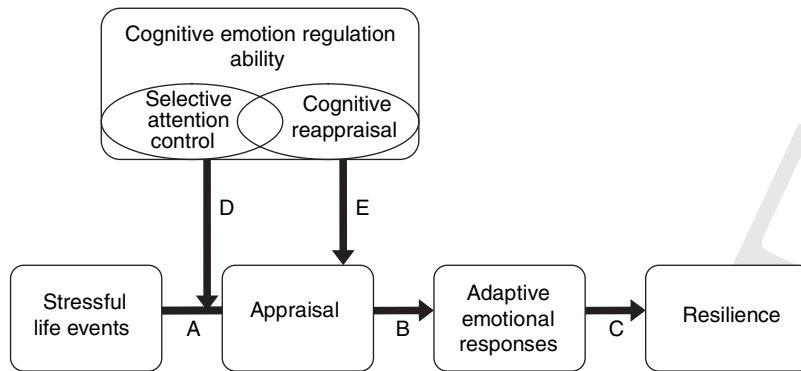 Cognitive emotion regulation
ability
Selective
attention
control
Cognitive
reappraisal
D
E
Stressful
life events
A
Appraisal
B
Adaptive
emotional
responses
C
Resilience